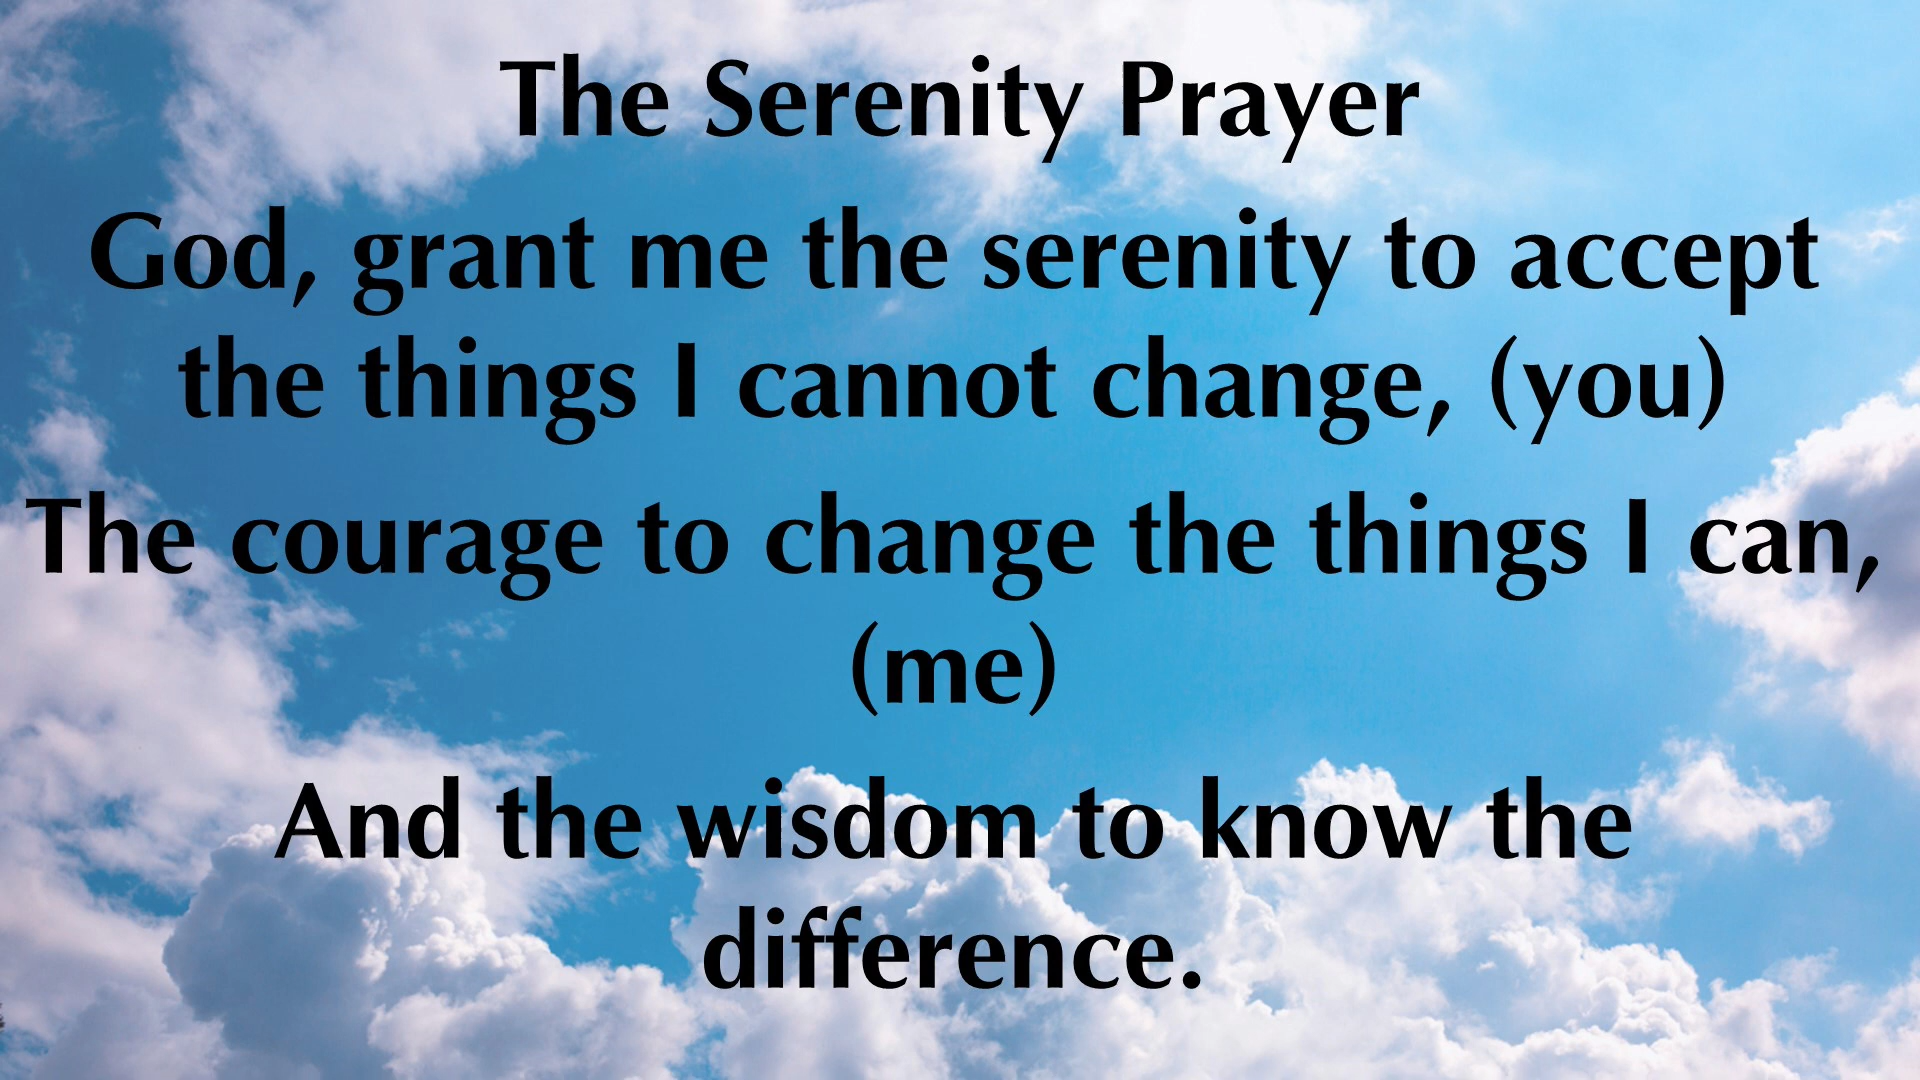 The Serenity Prayer
God, grant me the serenity to accept
the things I cannot change, (you)
The courage to change the things I can,
(me)
And the wisdom to know the
difference.